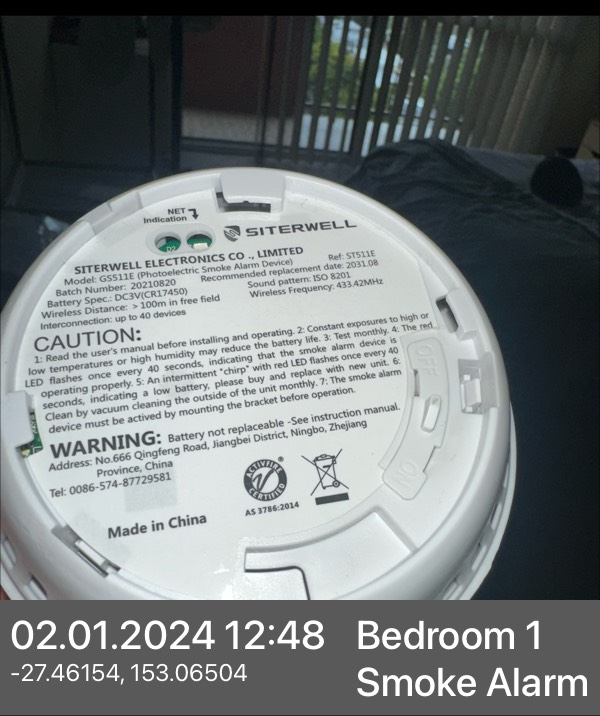 NET
Indication
D2
SITERWELL
SITERWELL ELECTRONICS CO ., LIMITED
Model: GS511E (Photoelectric Smoke Alarm Device)
Ref: ST511E
Batch Number: 20210820
Recommended replacement date: 2031.08
Battery Spec.: DC3V(CR17450)
Sound pattern: ISO 8201
Wireless Distance: > 100m in free field
Wireless Frequency: 433.42MHz
Interconnection: up to 40 devices
CAUTION:
1: Read the user's manual before installing and operating. 2: Constant exposures to high or
low temperatures or high humidity may reduce the battery life. 3: Test monthly. 4: The red
LED flashes once every 40 seconds, indicating that the smoke alarm device is
operating properly. 5: An intermittent "chirp" with red LED flashes once every 40
seconds, indicating a low battery, please buy and replace with new unit. 6:
Clean by vacuum cleaning the outside of the unit monthly. 7: The smoke alarm
device must be actived by mounting the bracket before operation.
WARNING: Battery not replaceable -See instruction manual.
Address: No.666 Qingfeng Road, Jiangbei District, Ningbo, Zhejiang
Province, China
Tel: 0086-574-87729581
OFF
ON
ACTIVFIRE
CERTIFIED
AS 3786:2014
Made in China
02.01.2024 12:48
-27.46154, 153.06504
Bedroom 1
Smoke Alarm